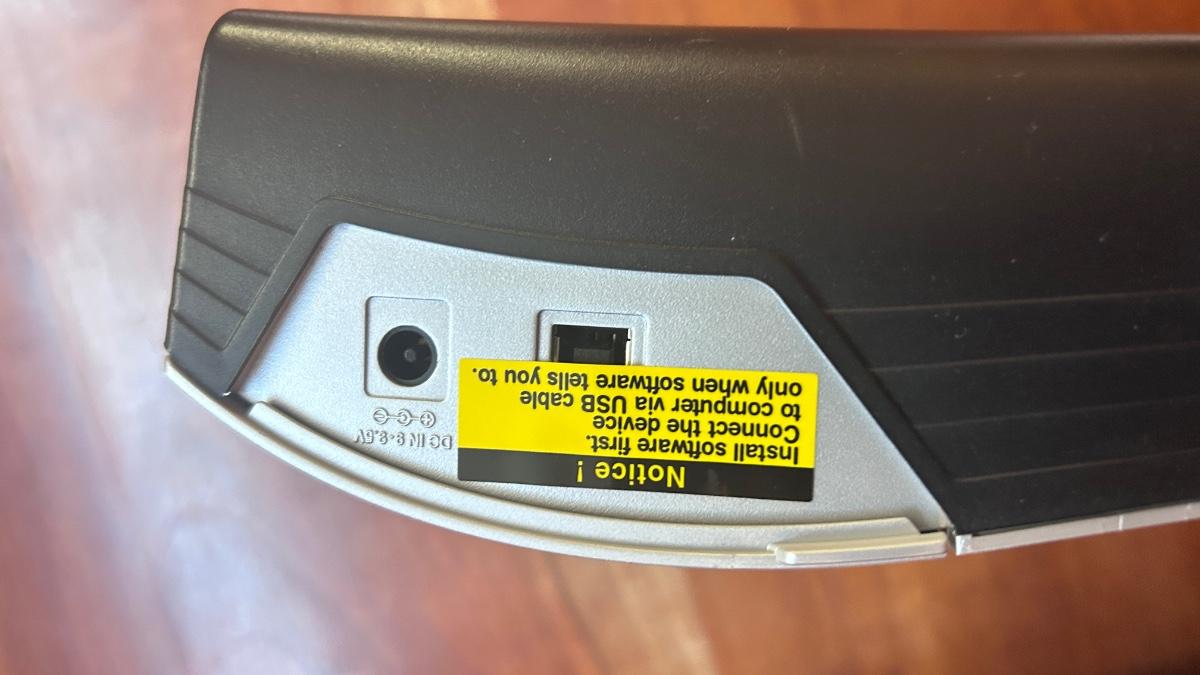 Notice !
Install software first.
Connect the device
to computer via USB cable
only when software tells you to.
DC IN 9~9.5V